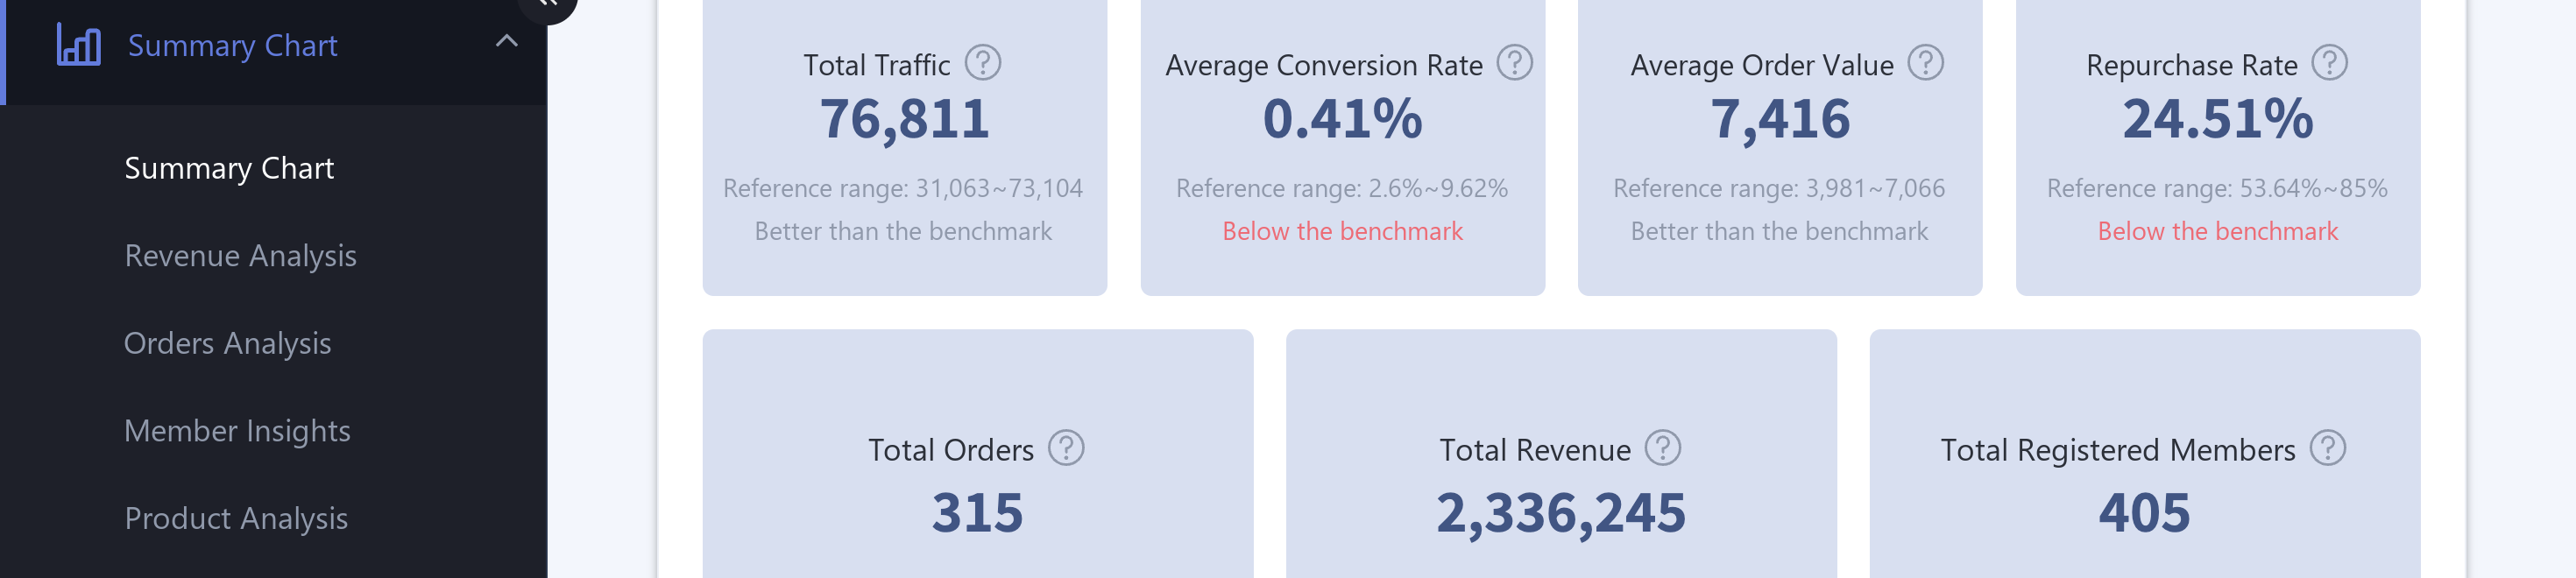 Summary Chart
Summary Chart
Revenue Analysis
Orders Analysis
Member Insights
Product Analysis
Total Traffic ?
76,811
Reference range: 31,063~73,104
Better than the benchmark
Average Conversion Rate ?
0.41%
Reference range: 2.6%~9.62%
Below the benchmark
Average Order Value ?
7,416
Reference range: 3,981~7,066
Better than the benchmark
Repurchase Rate ?
24.51%
Reference range: 53.64%~85%
Below the benchmark
Total Orders ?
315
Total Revenue ?
2,336,245
Total Registered Members ?
405